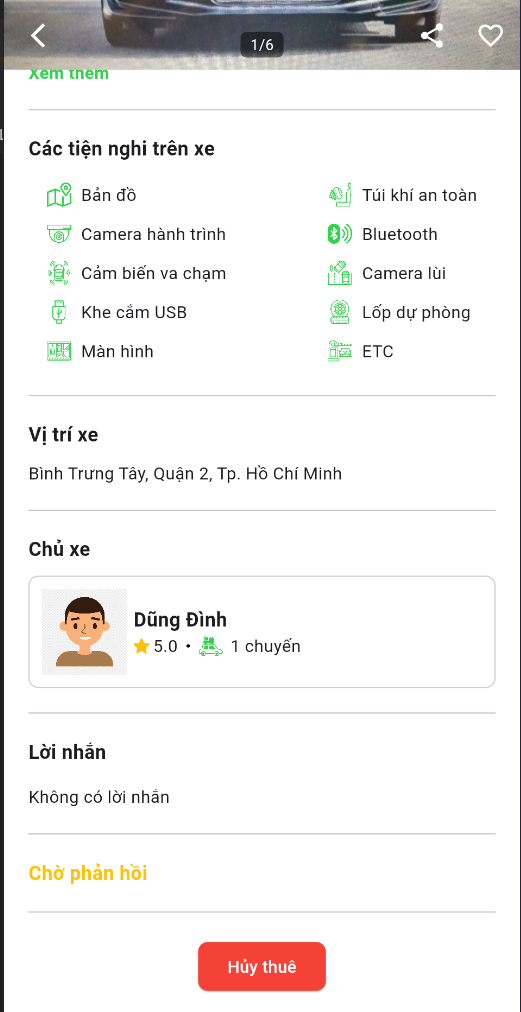 1/6
Xem thêm
Các tiện nghi trên xe
Bản đồ
Túi khí an toàn
Camera hành trình
Bluetooth
Cảm biến va chạm
Camera lùi
Khe cắm USB
Lốp dự phòng
Màn hình
ETC
Vị trí xe
Bình Trưng Tây, Quận 2, Tp. Hồ Chí Minh
Chủ xe
Dũng Đình
5.0 • 1 chuyến
Lời nhắn
Không có lời nhắn
Chờ phản hồi
Hủy thuê